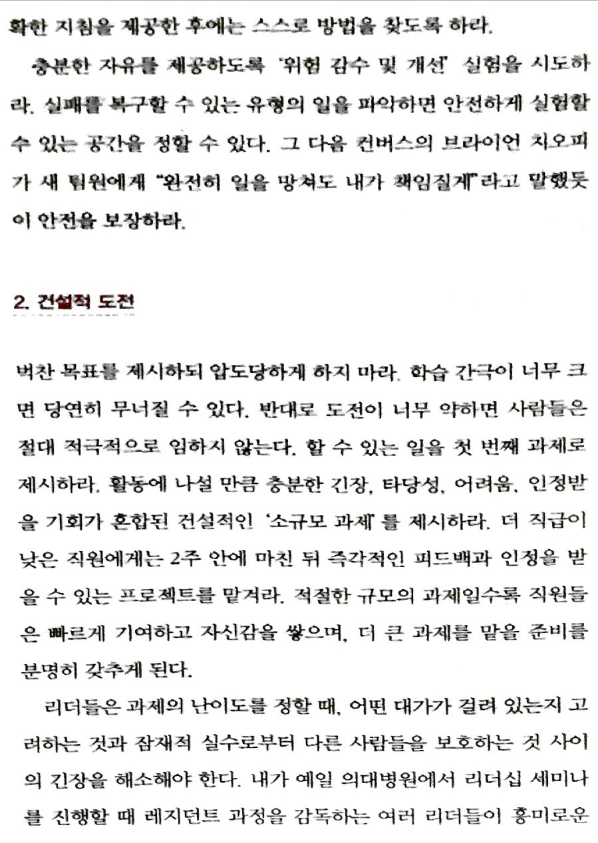 확한 지침을 제공한 후에는 스스로 방법을 찾도록 하라.
충분한 자유를 제공하도록 ‘위험 감수 및 개선’ 실험을 시도하
라. 실패를 복구할 수 있는 유형의 일을 파악하면 안전하게 실험할
수 있는 공간을 정할 수 있다. 그 다음 컨버스의 브라이언 치오피
가 새 팀원에게 “완전히 일을 망쳐도 내가 책임질게”라고 말했듯
이 안전을 보장하라.
2. 건설적 도전
벅찬 목표를 제시하되 압도당하게 하지 마라. 학습 간극이 너무 크
면 당연히 무너질 수 있다. 반대로 도전이 너무 약하면 사람들은
절대 적극적으로 임하지 않는다. 할 수 있는 일을 첫 번째 과제로
제시하라. 활동에 나설 만큼 충분한 긴장, 타당성, 어려움, 인정받
을 기회가 혼합된 건설적인 ‘소규모 과제’를 제시하라. 더 직급이
낮은 직원에게는 2주 안에 마친 뒤 즉각적인 피드백과 인정을 받
을 수 있는 프로젝트를 맡겨라. 적절한 규모의 과제일수록 직원들
은 빠르게 기여하고 자신감을 쌓으며, 더 큰 과제를 맡을 준비를
분명히 갖추게 된다.
리더들은 과제의 난이도를 정할 때, 어떤 대가가 걸려 있는지 고
려하는 것과 잠재적 실수로부터 다른 사람들을 보호하는 것 사이
의 긴장을 해소해야 한다. 내가 예일 의대병원에서 리더십 세미나
를 진행할 때 레지던트 과정을 감독하는 여러 리더들이 흥미로운